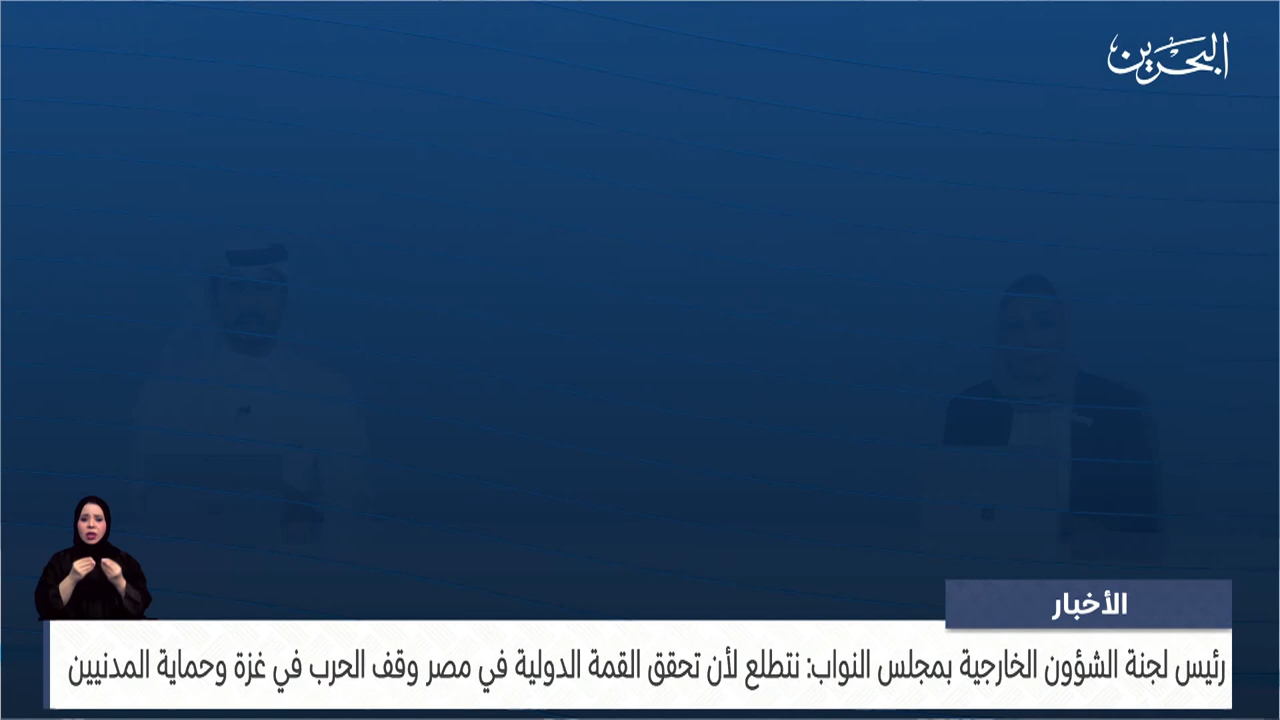 البحرين
الأخبار
رئيس لجنة الشؤون الخارجية بمجلس النواب: نتطلع لأن تحقق القمة الدولية في مصر وقف الحرب في غزة وحماية المدنيين